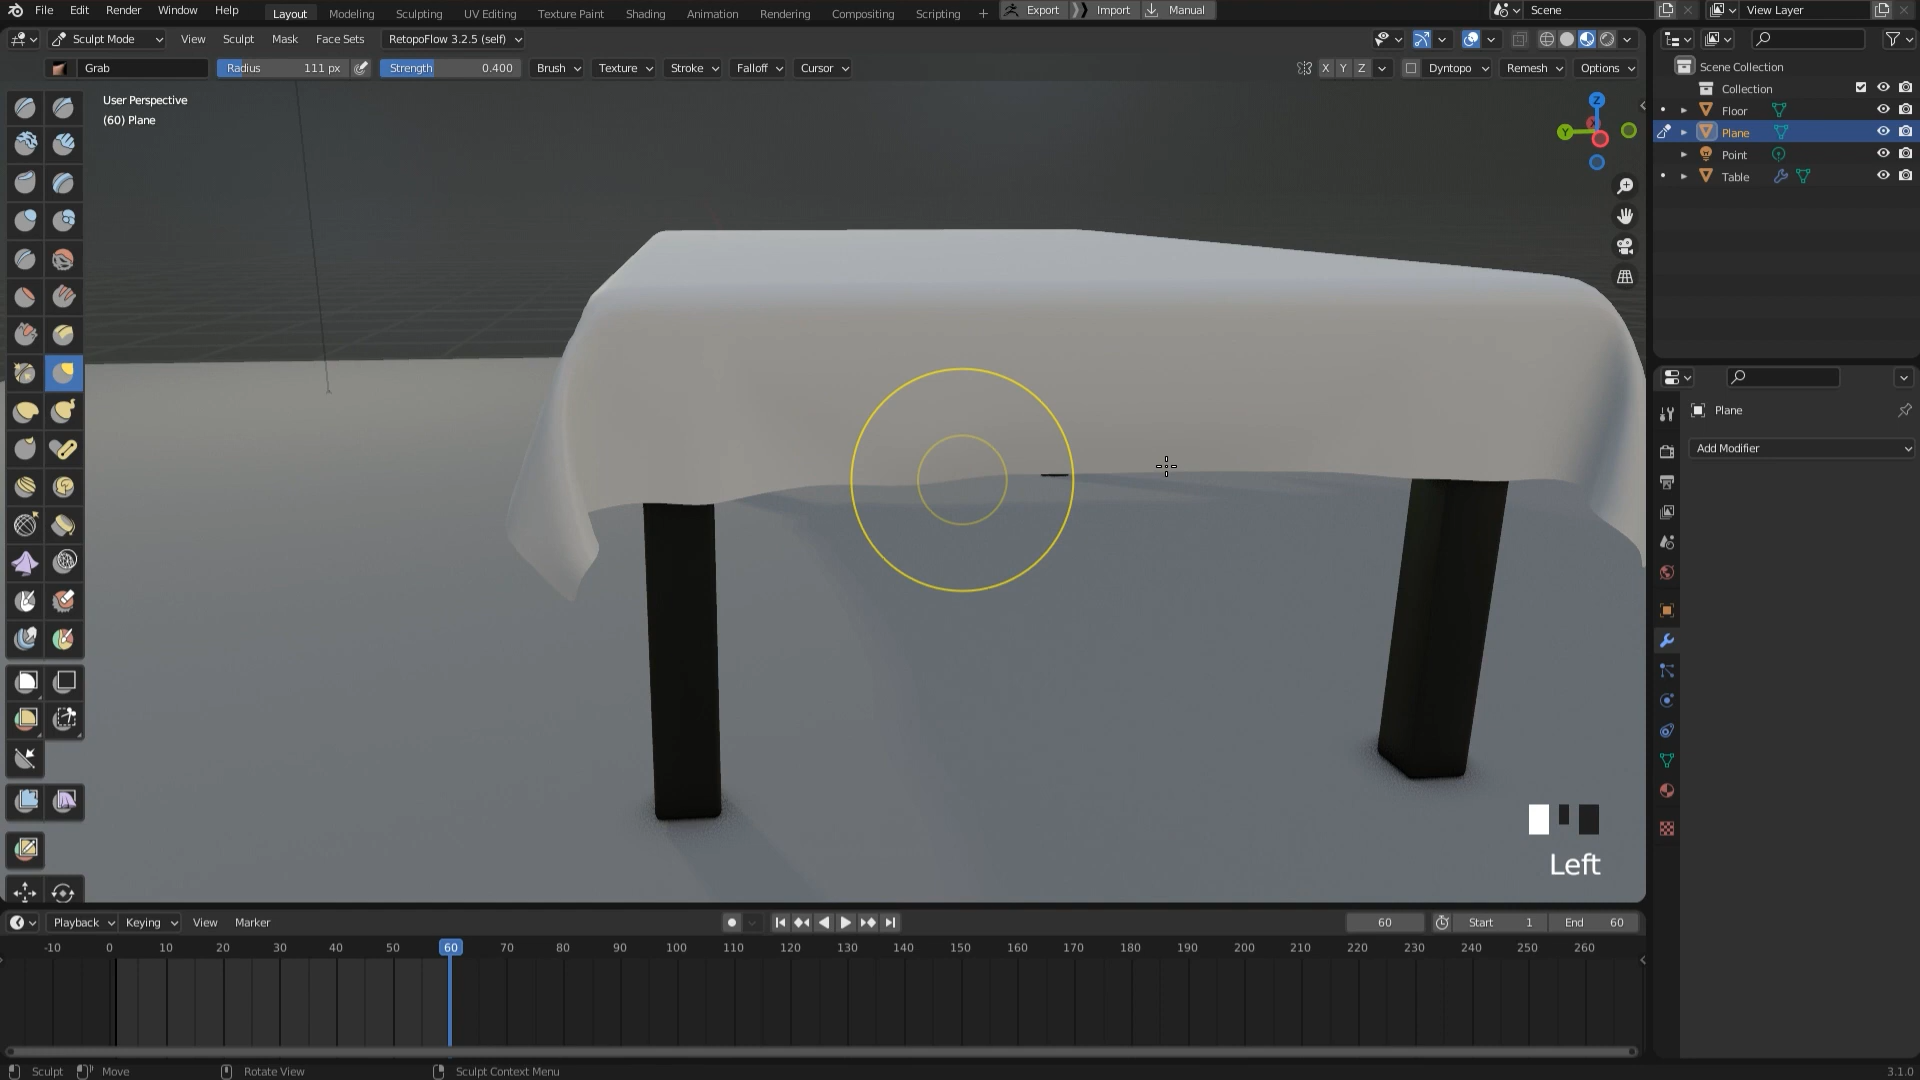 File Edit Render Window Help Layout Modeling Sculpting UV Editing Texture Paint Shading Animation Rendering Compositing Scripting + Export Import Manual Scene View Layer
Sculpt Mode View Sculpt Mask Face Sets RetopoFlow 3.2.5 (self)
Grab Radius 111 px Strength 0.400 Brush Texture Stroke Falloff Cursor X Y Z Dyntopo Remesh Options
User Perspective
(60) Plane
Z
Y
Scene Collection
Collection
Floor
Plane
Point
Table
Plane
Add Modifier
Left
Playback Keying View Marker 60 Start 1 End 60
-10 0 10 20 30 40 50 60 70 80 90 100 110 120 130 140 150 160 170 180 190 200 210 220 230 240 250 260
Sculpt Move Rotate View Sculpt Context Menu 3.1.0